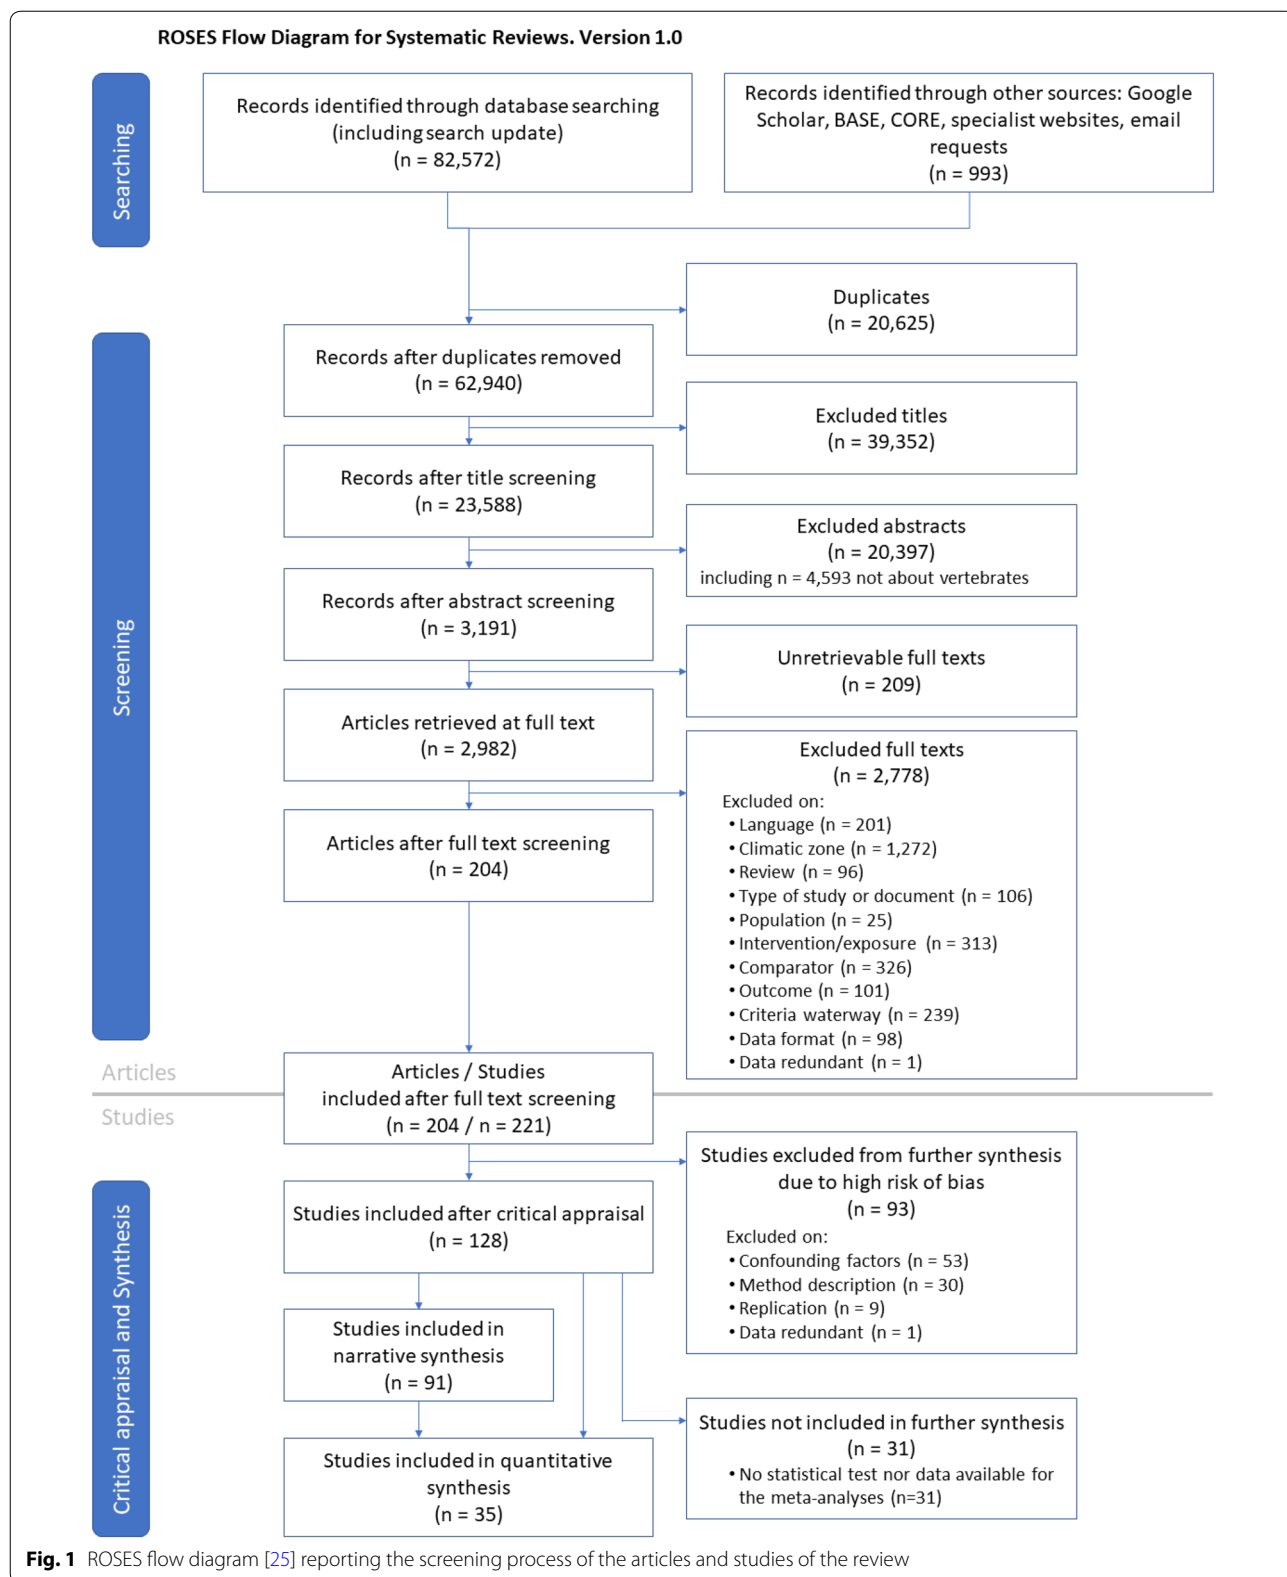 ROSES Flow Diagram for Systematic Reviews. Version 1.0
Searching
Records identified through database searching
(including search update)
(n = 82,572)
Records identified through other sources: Google
Scholar, BASE, CORE, specialist websites, email
requests
(n = 993)
Duplicates
(n = 20,625)
Screening
Records after duplicates removed
(n = 62,940)
Excluded titles
(n = 39,352)
Records after title screening
(n = 23,588)
Excluded abstracts
(n = 20,397)
including n = 4,593 not about vertebrates
Records after abstract screening
(n = 3,191)
Unretrievable full texts
(n = 209)
Articles retrieved at full text
(n = 2,982)
Excluded full texts
(n = 2,778)
Excluded on:
• Language (n = 201)
• Climatic zone (n = 1,272)
• Review (n = 96)
• Type of study or document (n = 106)
• Population (n = 25)
• Intervention/exposure (n = 313)
• Comparator (n = 326)
• Outcome (n = 101)
• Criteria waterway (n = 239)
• Data format (n = 98)
• Data redundant (n = 1)
Articles after full text screening
(n = 204)
Articles
Studies
Articles / Studies
included after full text screening
(n = 204 / n = 221)
Studies excluded from further synthesis
due to high risk of bias
(n = 93)
Excluded on:
• Confounding factors (n = 53)
• Method description (n = 30)
• Replication (n = 9)
• Data redundant (n = 1)
Critical appraisal and Synthesis
Studies included after critical appraisal
(n = 128)
Studies included in
narrative synthesis
(n = 91)
Studies not included in further synthesis
(n = 31)
• No statistical test nor data available for
the meta-analyses (n=31)
Studies included in quantitative
synthesis
(n = 35)
Fig. 1 ROSES flow diagram [25] reporting the screening process of the articles and studies of the review